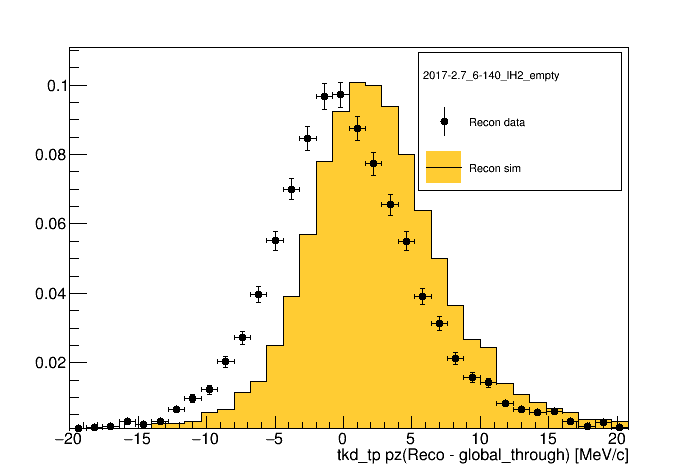 2017-2.7_6-140_lH2_empty
Recon data
Recon sim
0.1
0.08
0.06
0.04
0.02
−20 −15 −10 −5 0 5 10 15 20
tkd_tp pz(Reco - global_through) [MeV/c]